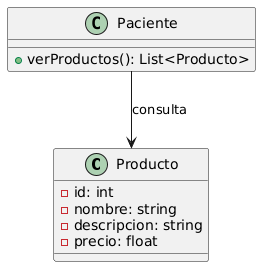 C Paciente
verProductos(): List<Producto>
consulta
C Producto
id: int
nombre: string
descripcion: string
precio: float